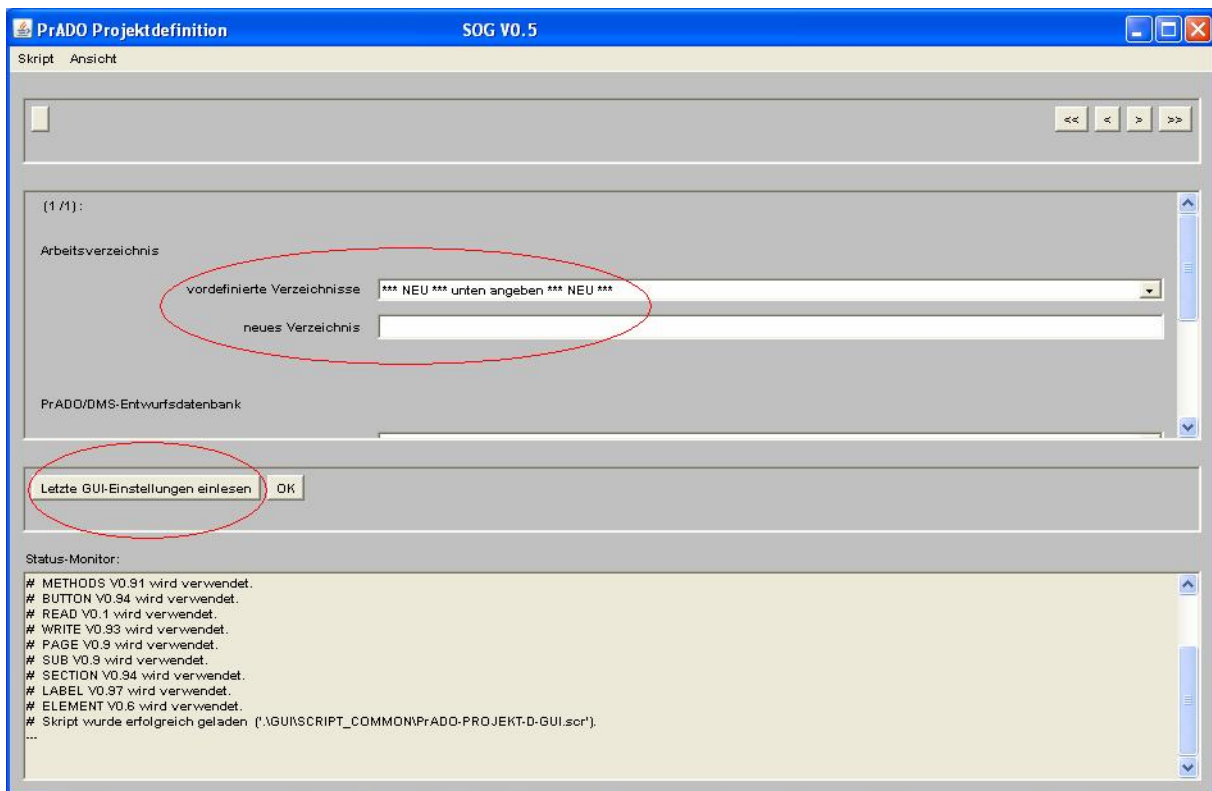 PrADO Projektdefinition SOG V0.5
Skript Ansicht
<< < > >>
(1 /1) :
Arbeitsverzeichnis
vordefinierte Verzeichnisse *** NEU *** unten angeben *** NEU ***
neues Verzeichnis
PrADO/DMS-Entwurfsdatenbank
Letzte GUI-Einstellungen einlesen OK
Status-Monitor:
# METHODS V0.91 wird verwendet.
# BUTTON V0.94 wird verwendet.
# READ V0.1 wird verwendet.
# WRITE V0.93 wird verwendet.
# PAGE V0.9 wird verwendet.
# SUB V0.9 wird verwendet.
# SECTION V0.94 wird verwendet.
# LABEL V0.97 wird verwendet.
# ELEMENT V0.6 wird verwendet.
# Skript wurde erfolgreich geladen ('.\GUI\SCRIPT_COMMON\PrADO-PROJEKT-D-GUI.scr').
...